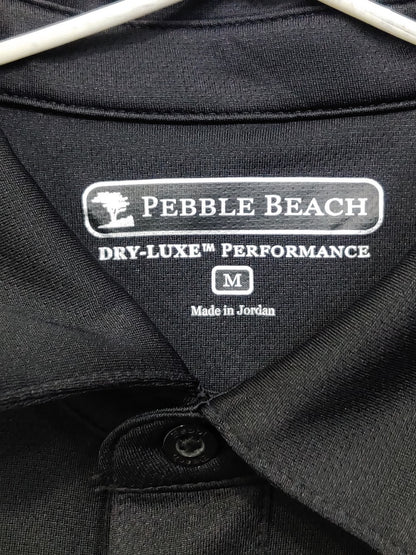 PEBBLE BEACH
DRY-LUXE™ PERFORMANCE
M
Made in Jordan